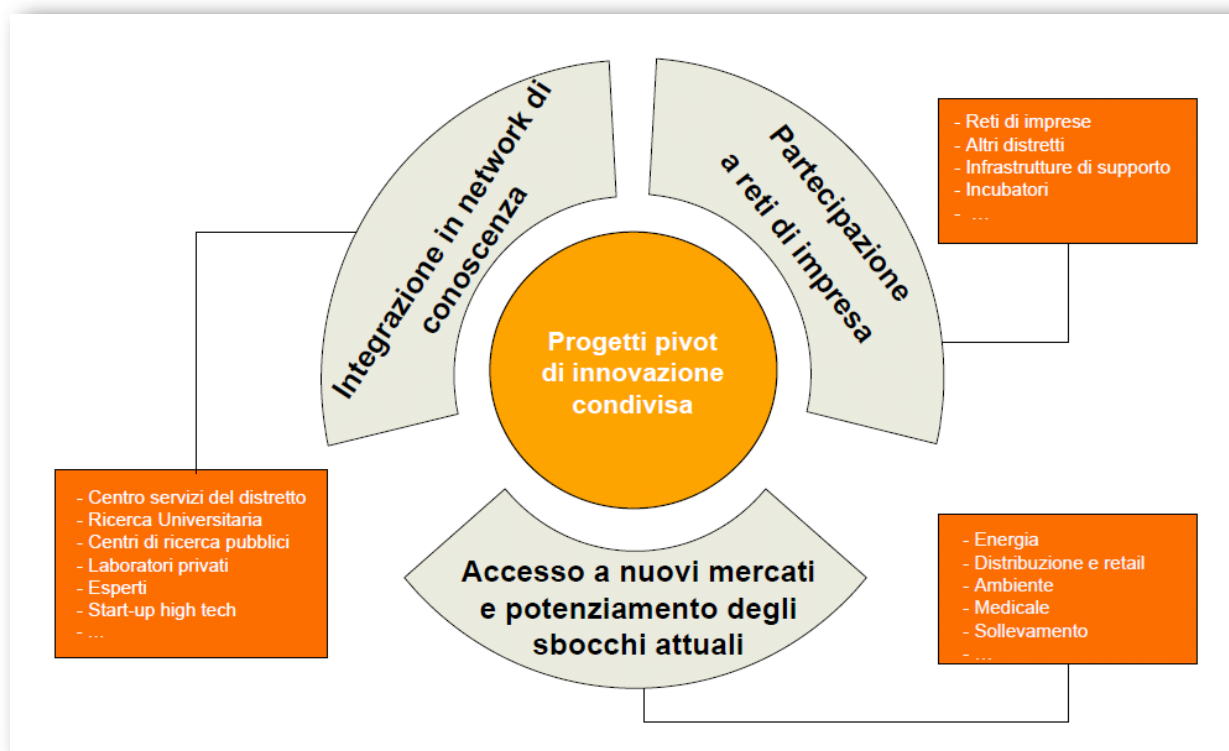 Integrazione in network di
conoscenza
Partecipazione
a reti di impresa
- Reti di imprese
- Altri distretti
- Infrastrutture di supporto
- Incubatori
- ...
Progetti pivot
di innovazione
condivisa
- Centro servizi del distretto
- Ricerca Universitaria
- Centri di ricerca pubblici
- Laboratori privati
- Esperti
- Start-up high tech
- ...
Accesso a nuovi mercati
e potenziamento degli
sbocchi attuali
- Energia
- Distribuzione e retail
- Ambiente
- Medicale
- Sollevamento
- ...